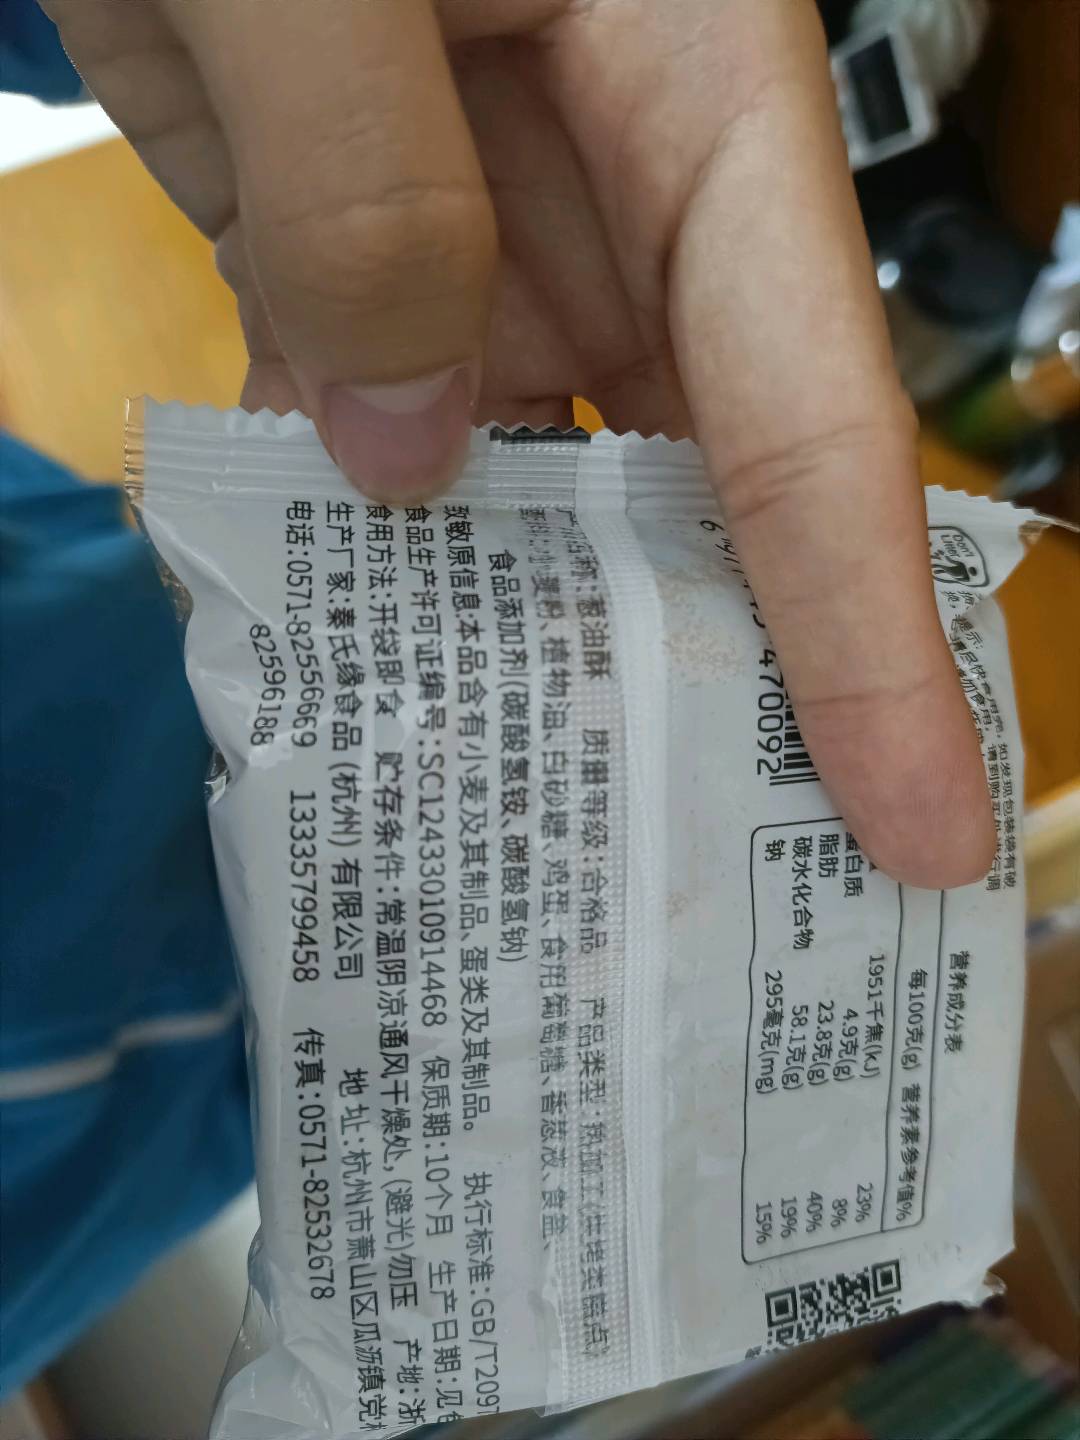 Don't Litter
提示:
营养成分表
每100克(g) 营养素参考值%
1951千焦(kJ) 23%
蛋白质 4.9克(g) 8%
脂肪 23.8克(g) 40%
碳水化合物 58.1克(g) 19%
钠 295毫克(mg) 15%
470092
产品名称:葱油酥 质量等级:合格品 产品类型:热加工(烘烤类糕点)
小麦粉、植物油、白砂糖、鸡蛋、食用葡萄糖、香葱液、食盐、
食品添加剂(碳酸氢铵、碳酸氢钠)
致敏原信息:本品含有小麦及其制品、蛋类及其制品。 执行标准:GB/T2097
食品生产许可证编号:SC12433010914468 保质期:10个月 生产日期:见
食用方法:开袋即食 贮存条件:常温阴凉通风干燥处,(避光)勿压 产地:浙
生产厂家:秦氏缘食品(杭州)有限公司 地址:杭州市萧山区瓜沥镇党
电话:0571-82556669 13335799458 传真:0571-82532678
82596188